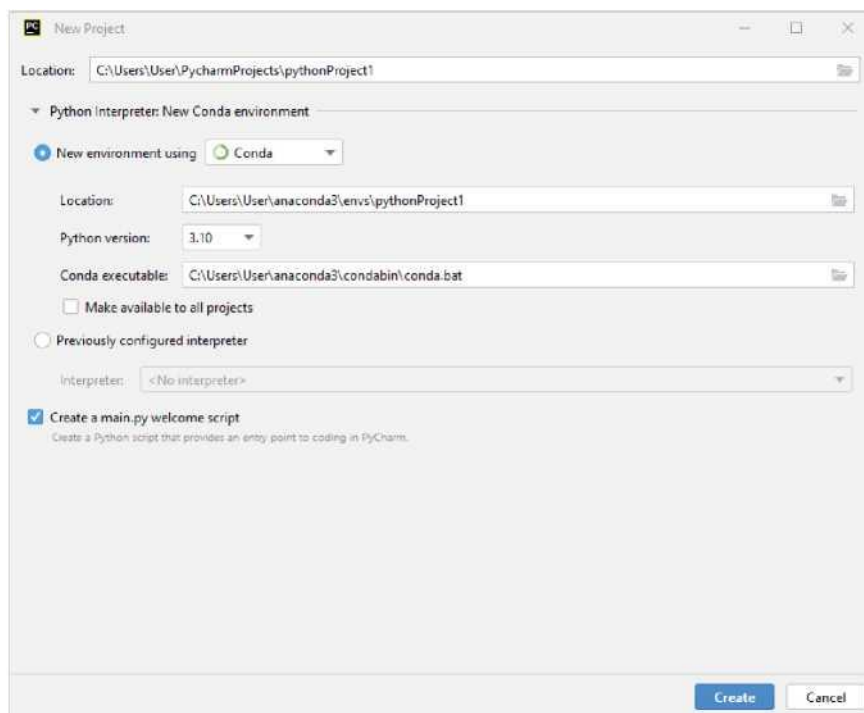 PC New Project
Location: C:\Users\User\PycharmProjects\pythonProject1
Python Interpreter: New Conda environment
New environment using Conda
Location: C:\Users\User\anaconda3\envs\pythonProject1
Python version: 3.10
Conda executable: C:\Users\User\anaconda3\condabin\conda.bat
Make available to all projects
Previously configured interpreter
Interpreter: <No interpreter>
Create a main.py welcome script
Create a Python script that provides an entry point to coding in PyCharm.
Create Cancel